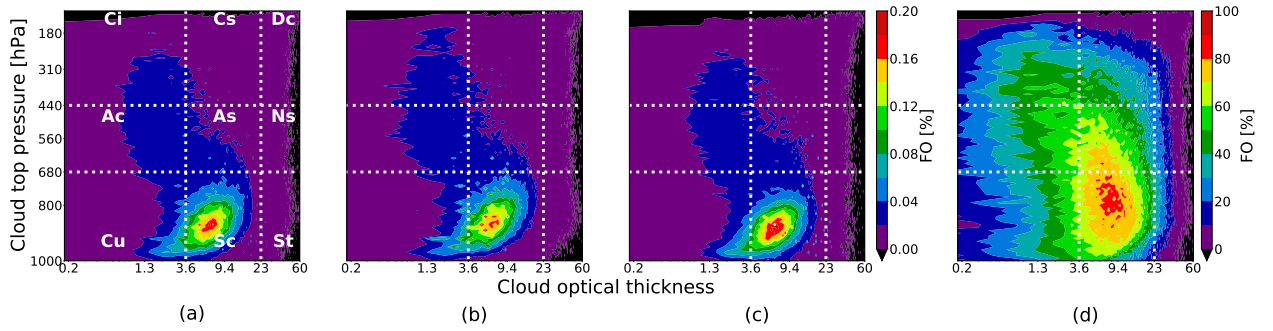 Cloud top pressure [hPa]
180
310
440
560
680
800
1000
Ci Cs Dc
Ac As Ns
Cu Sc St
0.2 1.3 3.6 9.4 23 60
0.2 1.3 3.6 9.4 23 60
0.2 1.3 3.6 9.4 23 60
0.20
0.16
0.12
0.08
0.04
0.00
FO [%]
0.2 1.3 3.6 9.4 23 60
100
80
60
40
20
0
FO [%]
Cloud optical thickness
(a) (b) (c) (d)